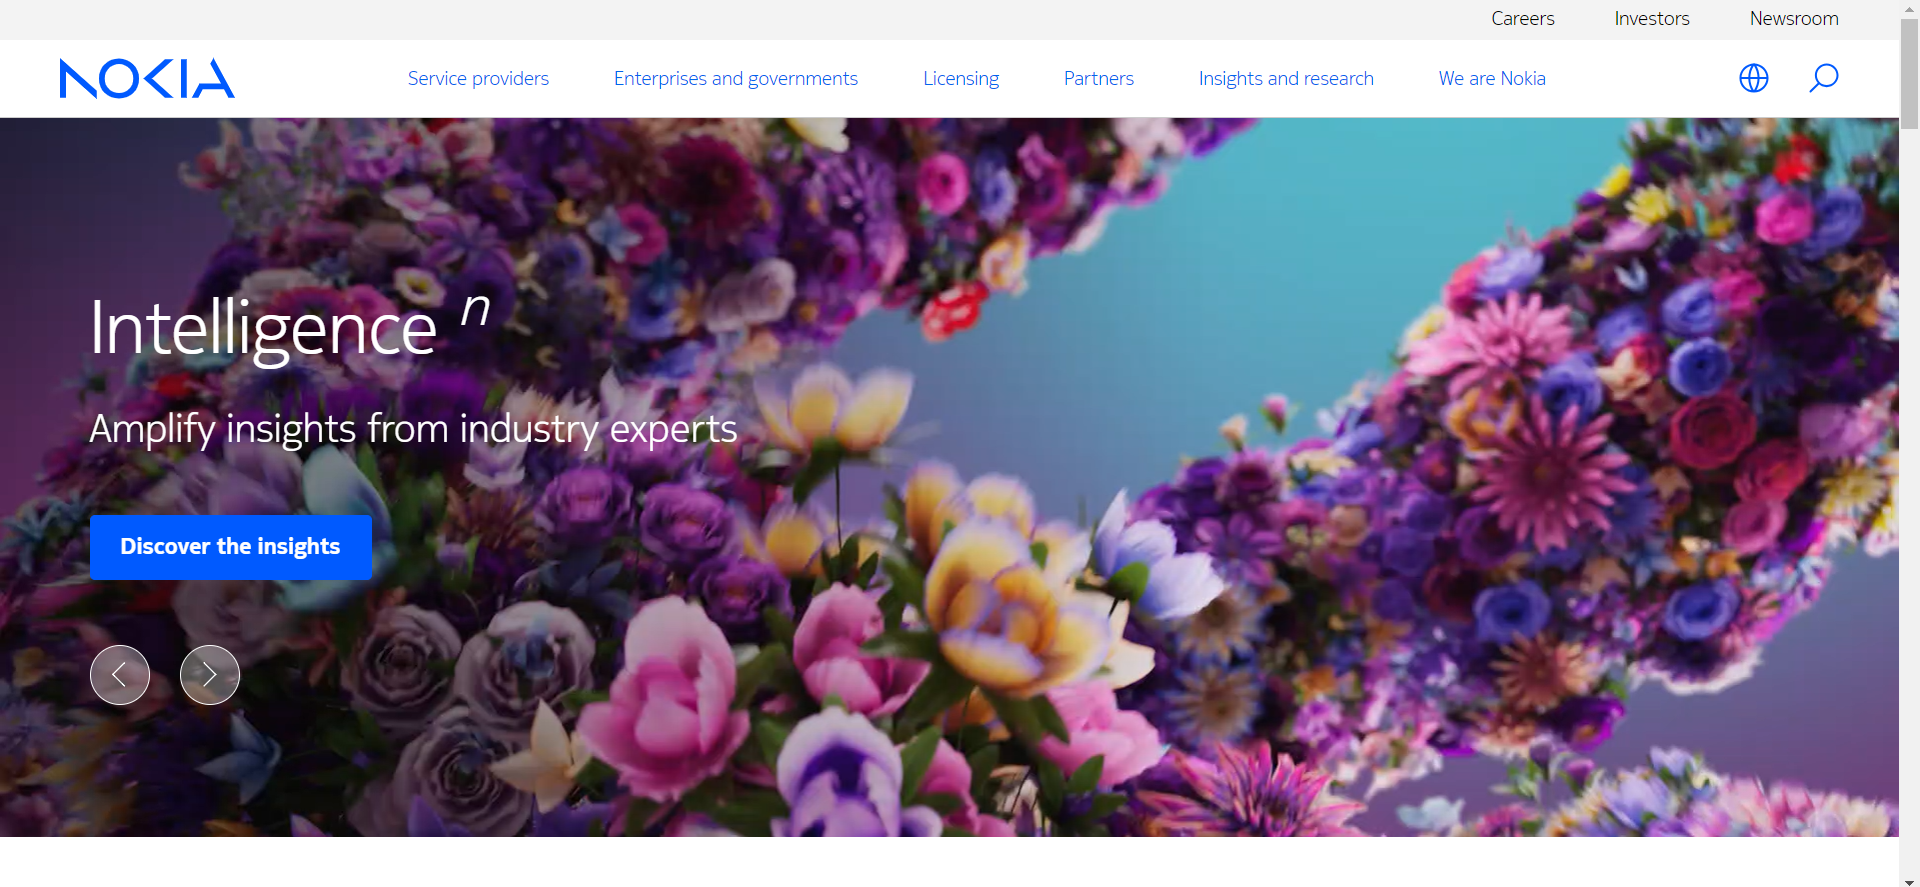 Careers Investors Newsroom
NOKIA Service providers Enterprises and governments Licensing Partners Insights and research We are Nokia
Intelligence n
Amplify insights from industry experts
Discover the insights